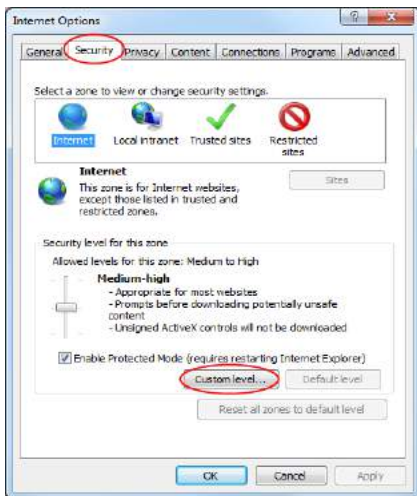 Internet Options
General Security Privacy Content Connections Programs Advanced
Select a zone to view or change security settings.
Internet Local intranet Trusted sites Restricted
sites
Internet
Sites
This zone is for Internet websites,
except those listed in trusted and
restricted zones.
Security level for this zone
Allowed levels for this zone: Medium to High
Medium-high
- Appropriate for most websites
- Prompts before downloading potentially unsafe
content
- Unsigned ActiveX controls will not be downloaded
Enable Protected Mode (requires restarting Internet Explorer)
Custom level... Default level
Reset all zones to default level
OK Cancel Apply